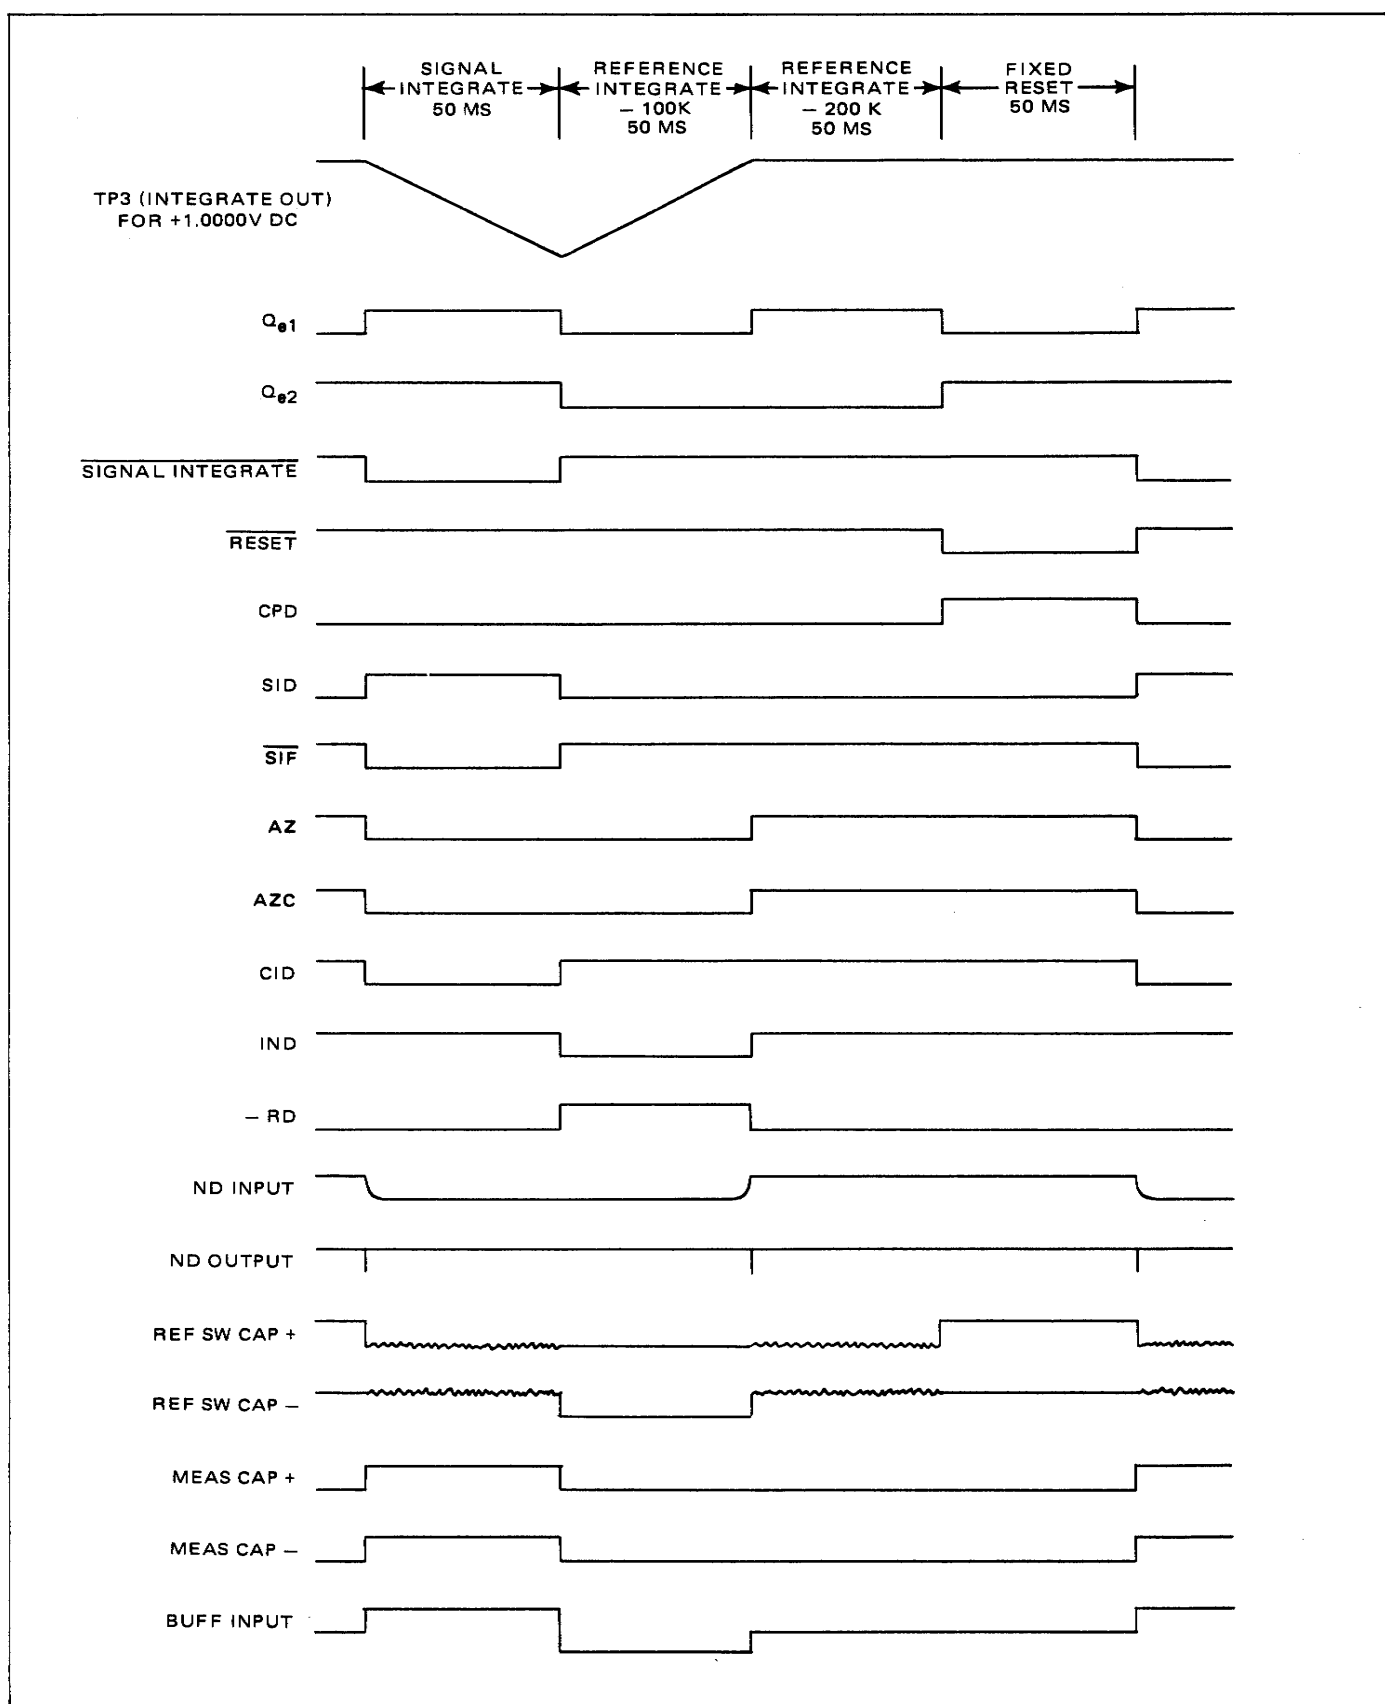 SIGNAL
INTEGRATE
50 MS
REFERENCE
INTEGRATE
– 100K
50 MS
REFERENCE
INTEGRATE
– 200 K
50 MS
FIXED
RESET
50 MS
TP3 (INTEGRATE OUT)
FOR +1.0000V DC
Qe1
Qe2
SIGNAL INTEGRATE
RESET
CPD
SID
SIF
AZ
AZC
CID
IND
– RD
ND INPUT
ND OUTPUT
REF SW CAP +
REF SW CAP –
MEAS CAP +
MEAS CAP –
BUFF INPUT